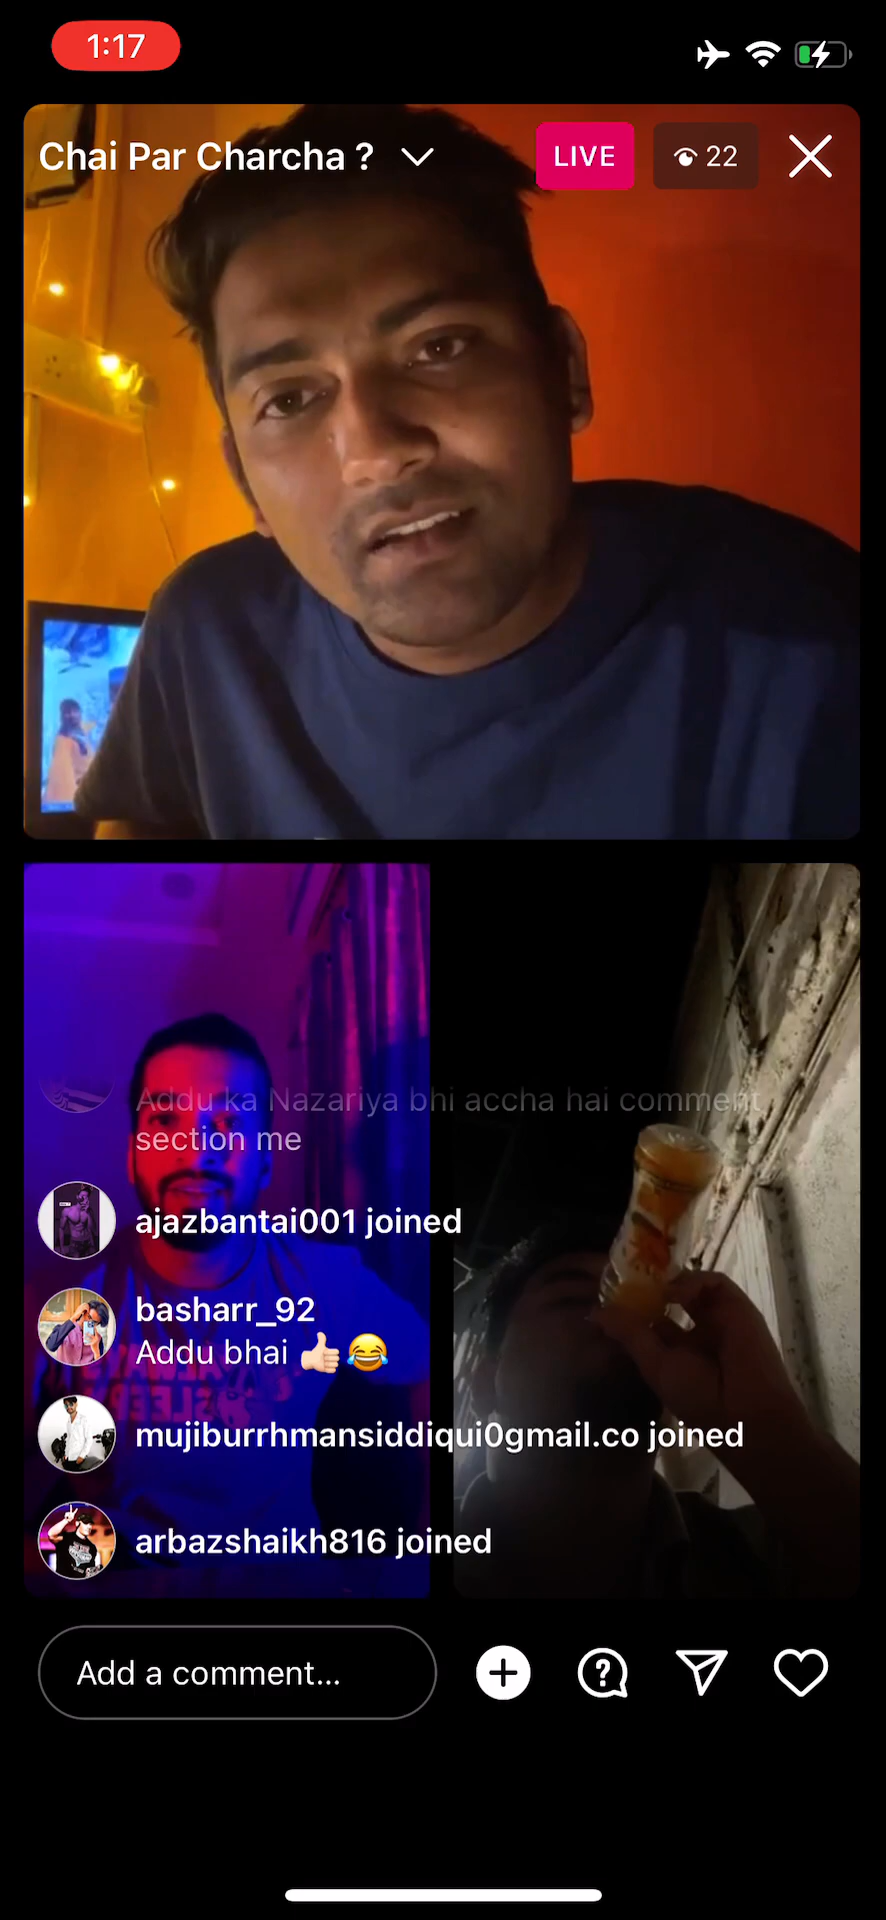 1:17
Chai Par Charcha ?
LIVE
22
Addu ka Nazariya bhi accha hai comment
section me
ajazbantai001 joined
basharr_92
Addu bhai 👍🏻😂
mujiburrhmansiddiqui0gmail.co joined
arbazshaikh816 joined
Add a comment...